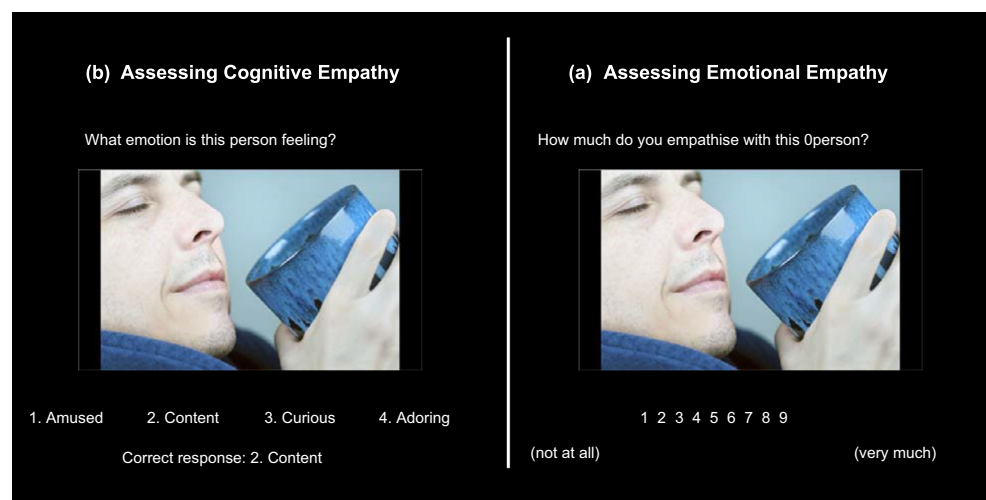 (b) Assessing Cognitive Empathy
What emotion is this person feeling?
1. Amused 2. Content 3. Curious 4. Adoring
Correct response: 2. Content
(a) Assessing Emotional Empathy
How much do you empathise with this 0person?
1 2 3 4 5 6 7 8 9
(not at all) (very much)